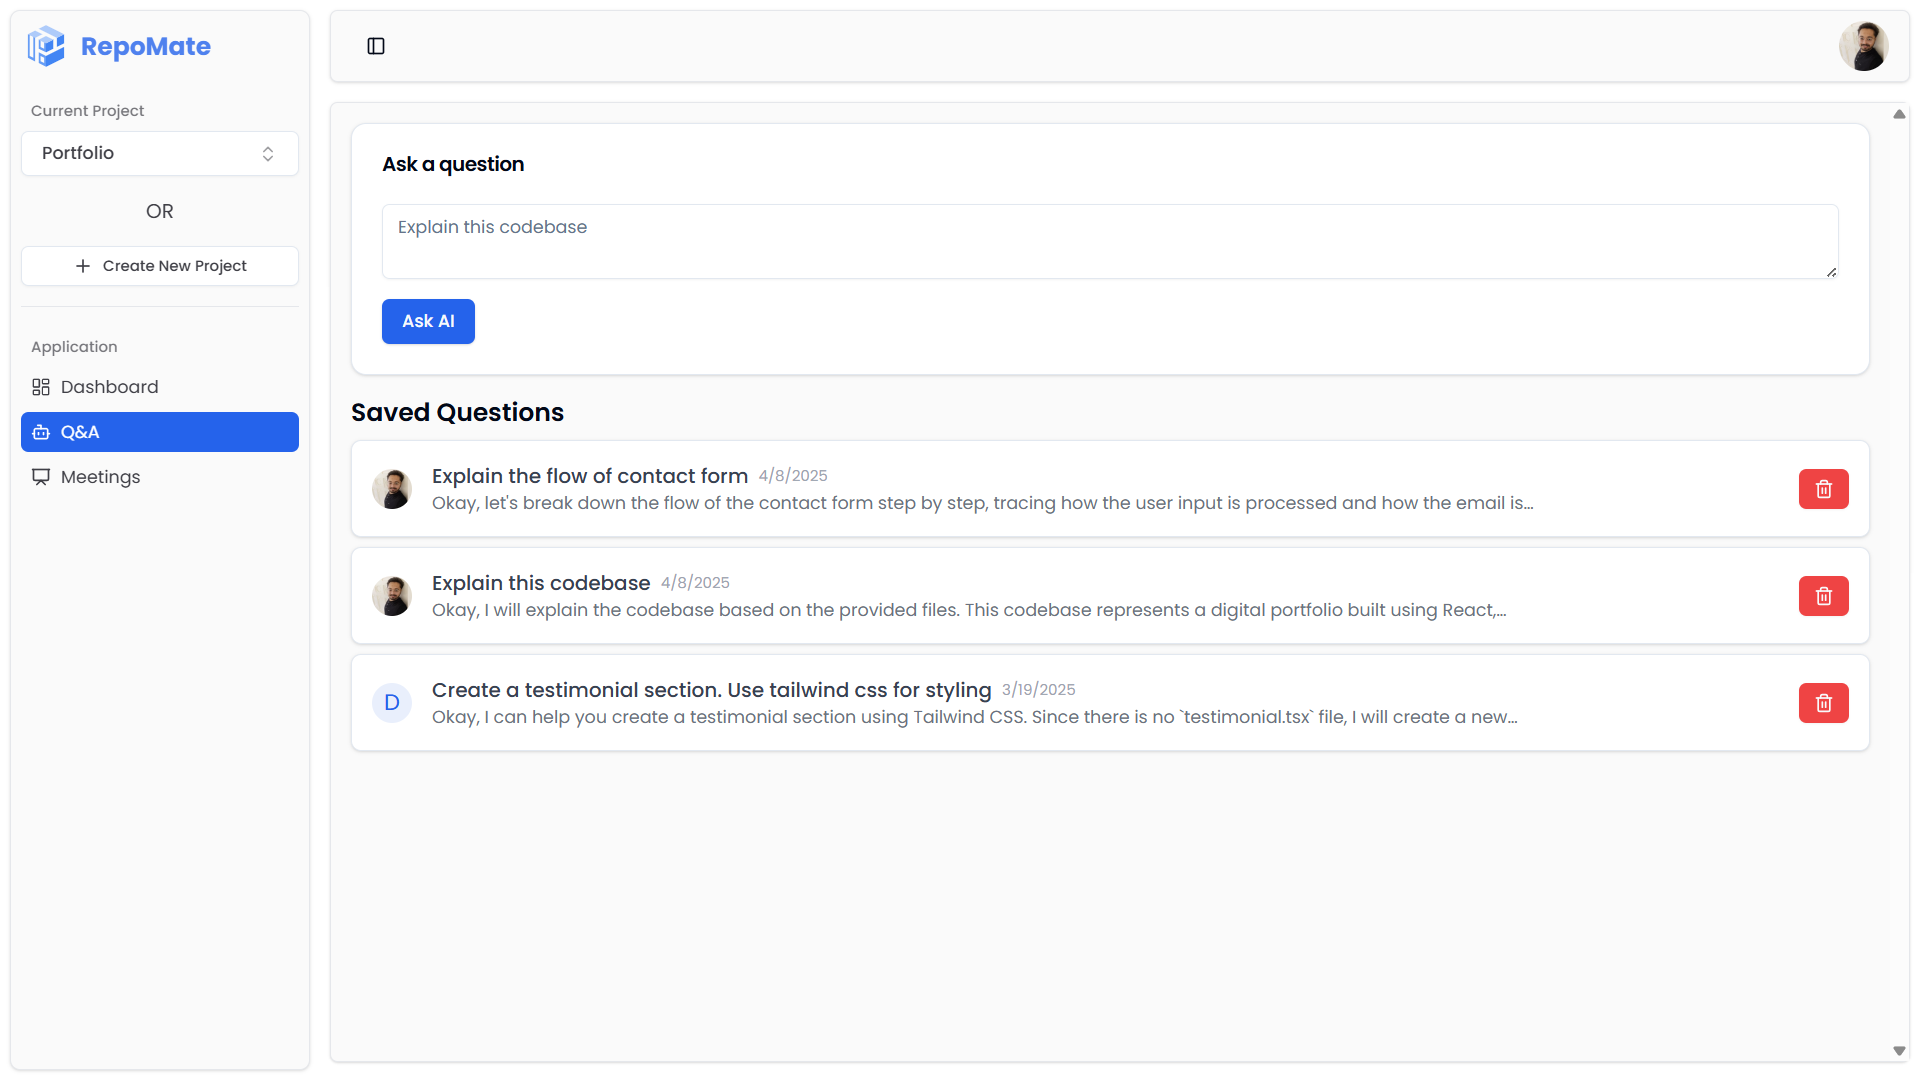 RepoMate
Current Project
Portfolio
OR
Create New Project
Application
Dashboard
Q&A
Meetings
Ask a question
Explain this codebase
Ask AI
Saved Questions
Explain the flow of contact form 4/8/2025
Okay, let's break down the flow of the contact form step by step, tracing how the user input is processed and how the email is...
Explain this codebase 4/8/2025
Okay, I will explain the codebase based on the provided files. This codebase represents a digital portfolio built using React,...
D
Create a testimonial section. Use tailwind css for styling 3/19/2025
Okay, I can help you create a testimonial section using Tailwind CSS. Since there is no `testimonial.tsx` file, I will create a new...